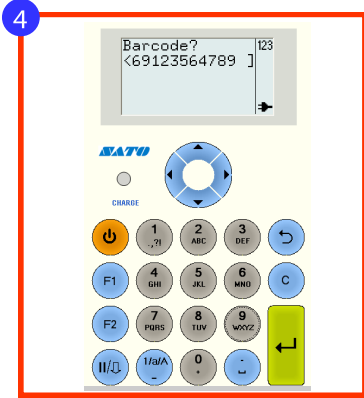 4
Barcode? 123
<69123564789 ]
SATO
CHARGE
1 .,?! 2 ABC 3 DEF
F1 4 GHI 5 JKL 6 MNO C
F2 7 PQRS 8 TUV 9 WXYZ
1/a/A _ 0 .